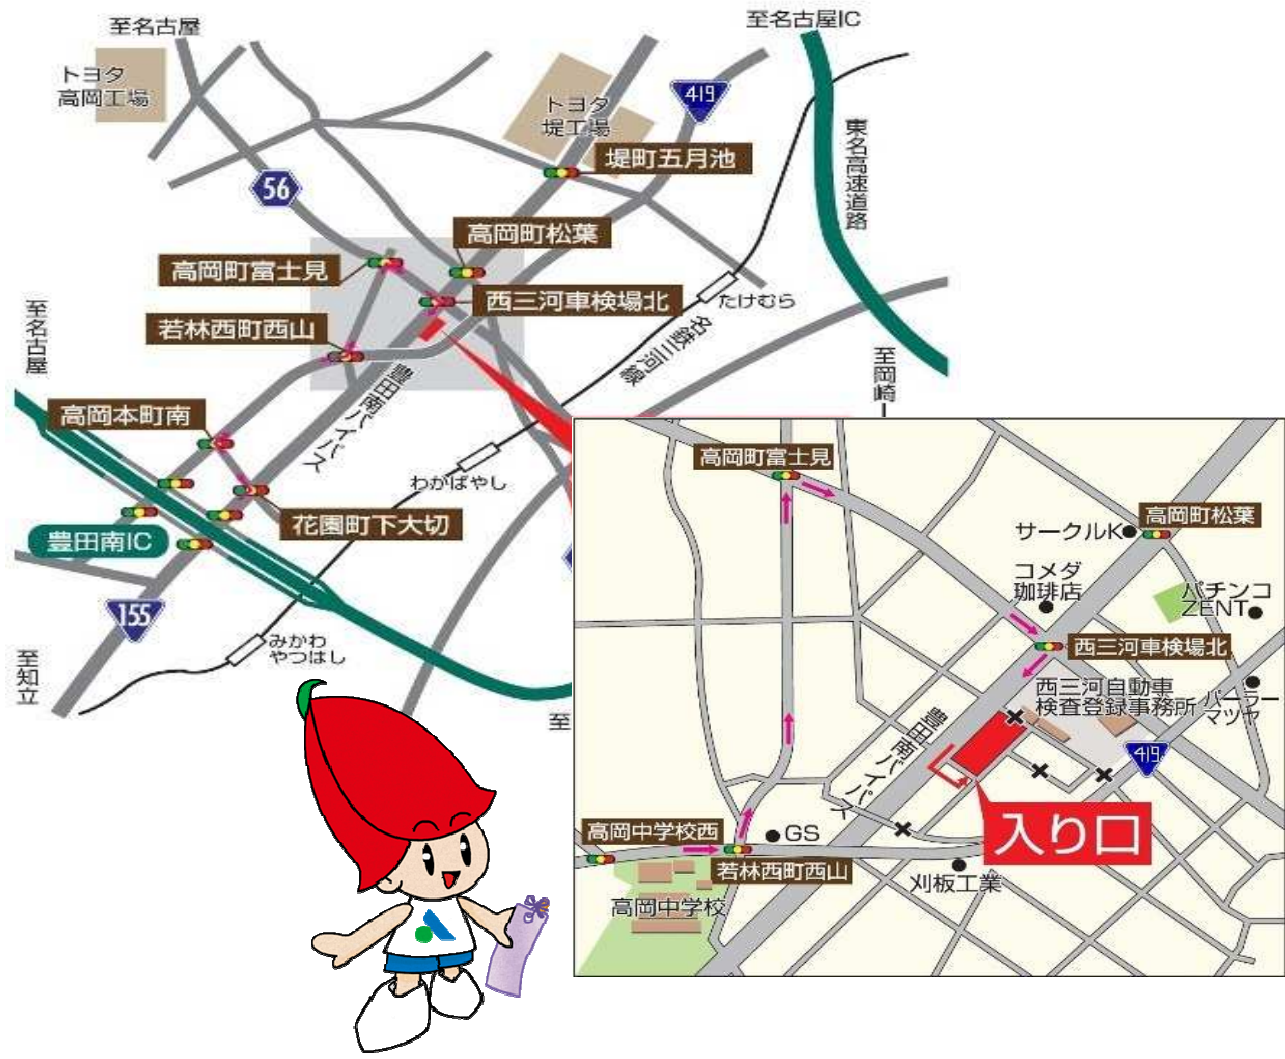 至名古屋
至名古屋IC
トヨタ
高岡工場
トヨタ
堤工場
419
東名高速道路
堤町五月池
56
高岡町松葉
高岡町富士見
西三河車検場北
たけむら
名鉄三河線
至名古屋
若林西町西山
至岡崎
豊田南バイパス
高岡本町南
わがばやし
花園町下大切
豊田南IC
155
みかわ
やつはし
至知立
至
高岡町富士見
高岡町松葉
サークルK
コメダ
珈琲店
パチンコ
ZENT
西三河車検場北
西三河自動車
検査登録事務所
パーラー
マツヤ
豊田南バイパス
419
入り口
高岡中学校西
GS
若林西町西山
刈板工業
高岡中学校